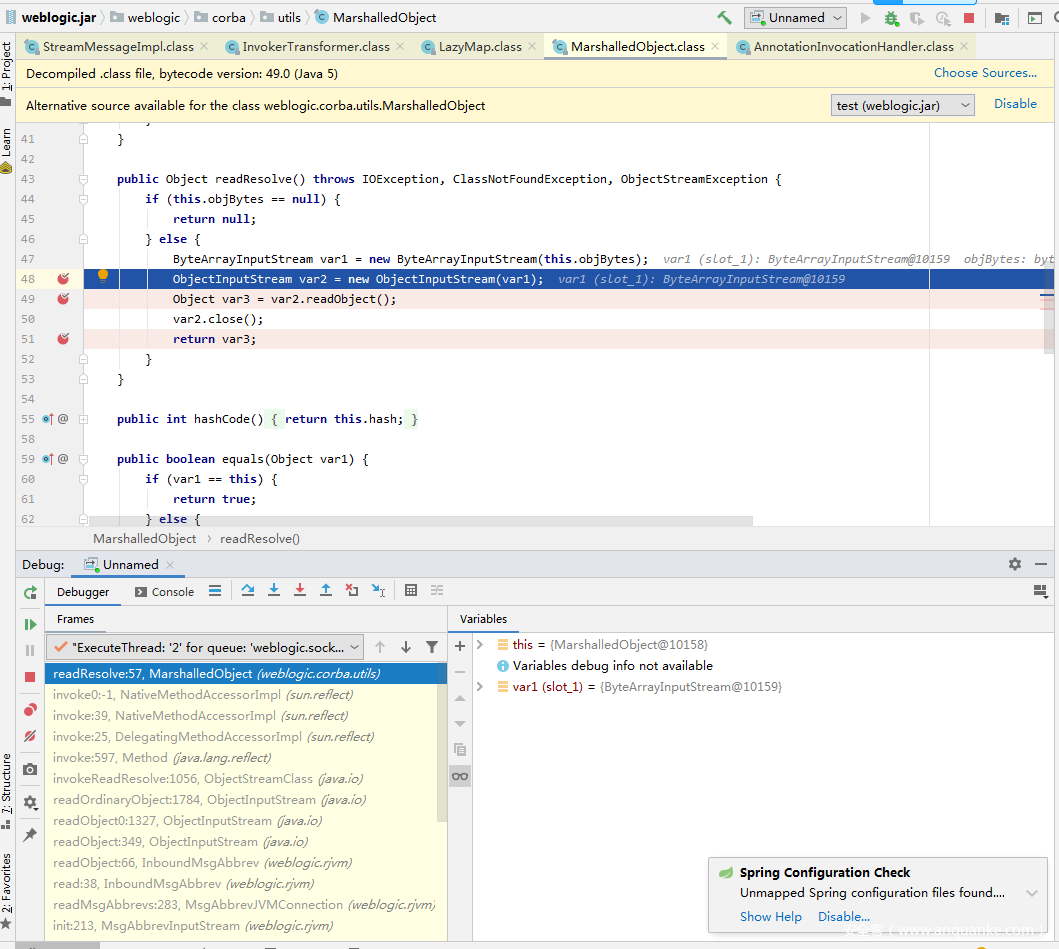 weblogic.jar › weblogic › corba › utils › MarshalledObject
Unnamed
StreamMessageImpl.class × InvokerTransformer.class × LazyMap.class × MarshalledObject.class × AnnotationInvocationHandler.class ×
Decompiled .class file, bytecode version: 49.0 (Java 5)
Choose Sources...
Alternative source available for the class weblogic.corba.utils.MarshalledObject
test (weblogic.jar)
Disable
1: Project
Learn
7: Structure
2: Favorites
41 }
42
43 public Object readResolve() throws IOException, ClassNotFoundException, ObjectStreamException {
44 if (this.objBytes == null) {
45 return null;
46 } else {
47 ByteArrayInputStream var1 = new ByteArrayInputStream(this.objBytes); var1 (slot_1): ByteArrayInputStream@10159 objBytes: byt
48 ObjectInputStream var2 = new ObjectInputStream(var1); var1 (slot_1): ByteArrayInputStream@10159
49 Object var3 = var2.readObject();
50 var2.close();
51 return var3;
52 }
53 }
54
55 @ public int hashCode() { return this.hash; }
58
59 @ public boolean equals(Object var1) {
60 if (var1 == this) {
61 return true;
62 } else {
MarshalledObject › readResolve()
Debug: Unnamed ×
Debugger Console
Frames
"ExecuteThread: '2' for queue: 'weblogic.sock...
readResolve:57, MarshalledObject (weblogic.corba.utils)
invoke0:-1, NativeMethodAccessorImpl (sun.reflect)
invoke:39, NativeMethodAccessorImpl (sun.reflect)
invoke:25, DelegatingMethodAccessorImpl (sun.reflect)
invoke:597, Method (java.lang.reflect)
invokeReadResolve:1056, ObjectStreamClass (java.io)
readOrdinaryObject:1784, ObjectInputStream (java.io)
readObject0:1327, ObjectInputStream (java.io)
readObject:349, ObjectInputStream (java.io)
readObject:66, InboundMsgAbbrev (weblogic.rjvm)
read:38, InboundMsgAbbrev (weblogic.rjvm)
readMsgAbbrevs:283, MsgAbbrevJVMConnection (weblogic.rjvm)
init:213, MsgAbbrevInputStream (weblogic.rjvm)
Variables
this = {MarshalledObject@10158}
Variables debug info not available
var1 (slot_1) = {ByteArrayInputStream@10159}
Spring Configuration Check
Unmapped Spring configuration files found....
Show Help Disable...
安全客 ( www.anquanke.com )